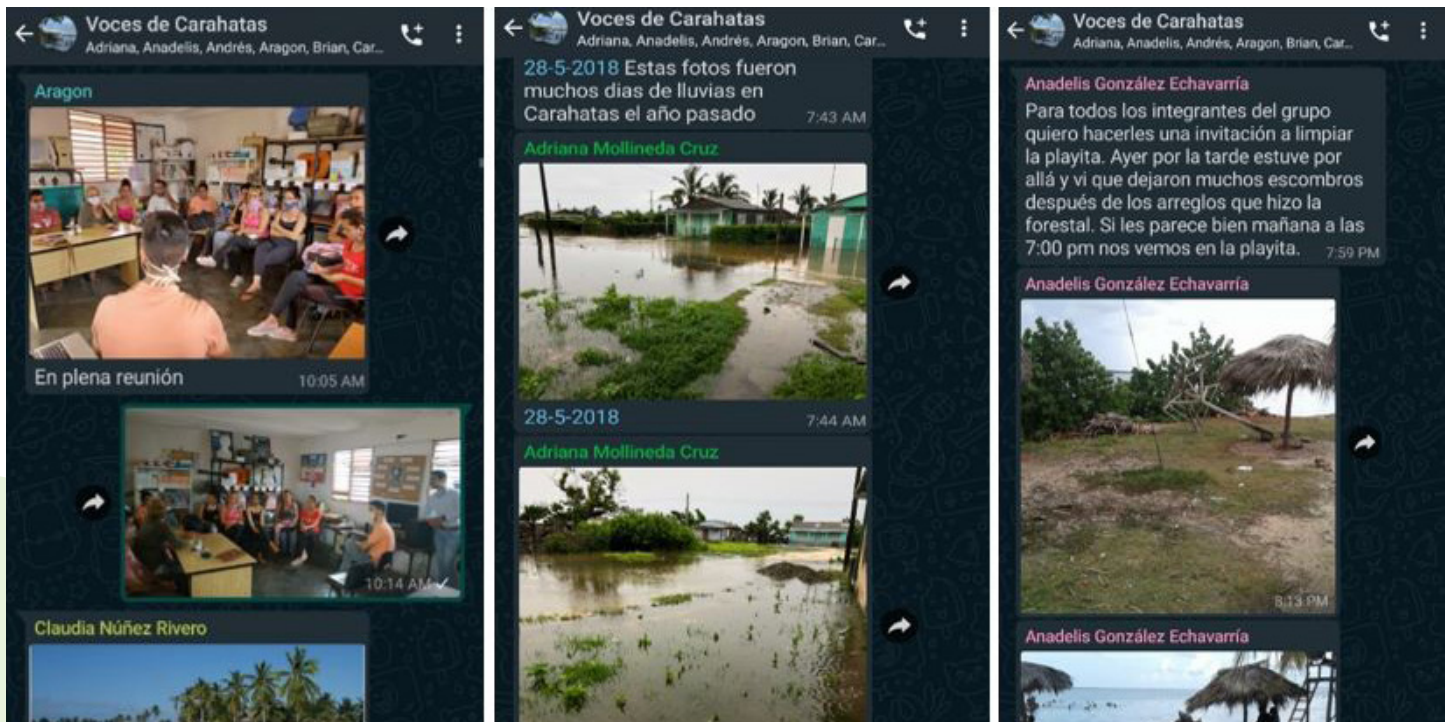 Voces de Carahatas
Adriana, Anadelis, Andrés, Aragon, Brian, Car...
Aragon
En plena reunión
10:05 AM
10:14 AM
Claudia Núñez Rivero
Voces de Carahatas
Adriana, Anadelis, Andrés, Aragon, Brian, Car...
28-5-2018 Estas fotos fueron
muchos dias de lluvias en
Carahatas el año pasado
7:43 AM
Adriana Mollineda Cruz
28-5-2018
7:44 AM
Adriana Mollineda Cruz
Voces de Carahatas
Adriana, Anadelis, Andrés, Aragon, Brian, Car...
Anadelis González Echavarría
Para todos los integrantes del grupo
quiero hacerles una invitación a limpiar
la playita. Ayer por la tarde estuve por
allá y vi que dejaron muchos escombros
después de los arreglos que hizo la
forestal. Si les parece bien mañana a las
7:00 pm nos vemos en la playita.
7:59 PM
Anadelis González Echavarría
8:13 PM
Anadelis González Echavarría